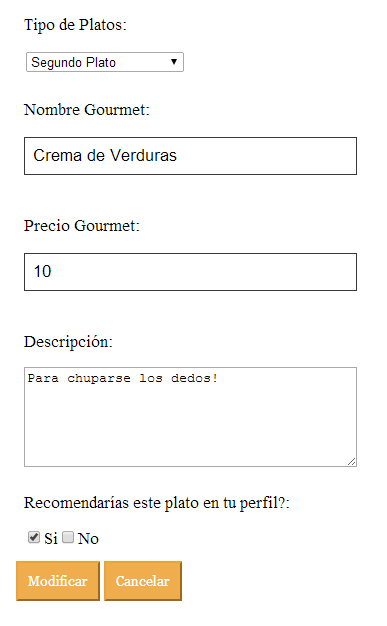 Tipo de Platos:
Segundo Plato
Nombre Gourmet:
Crema de Verduras
Precio Gourmet:
10
Descripción:
Para chuparse los dedos!
Recomendarías este plato en tu perfil?:
Si No
Modificar Cancelar